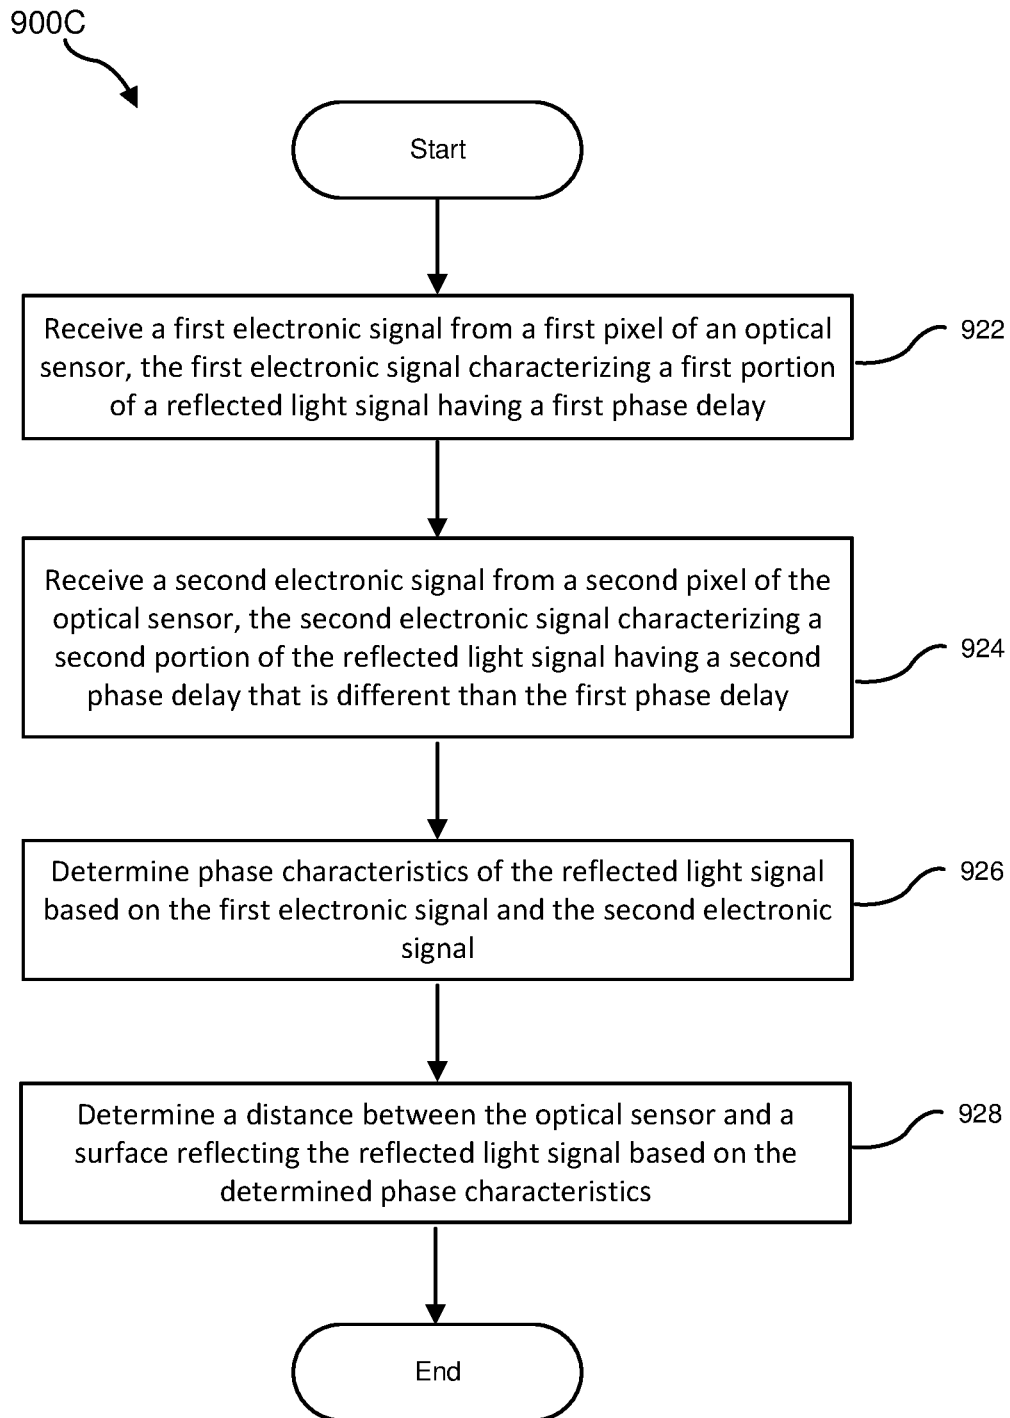 900C
Start
Receive a first electronic signal from a first pixel of an optical
sensor, the first electronic signal characterizing a first portion
of a reflected light signal having a first phase delay
922
Receive a second electronic signal from a second pixel of the
optical sensor, the second electronic signal characterizing a
second portion of the reflected light signal having a second
phase delay that is different than the first phase delay
924
Determine phase characteristics of the reflected light signal
based on the first electronic signal and the second electronic
signal
926
Determine a distance between the optical sensor and a
surface reflecting the reflected light signal based on the
determined phase characteristics
928
End